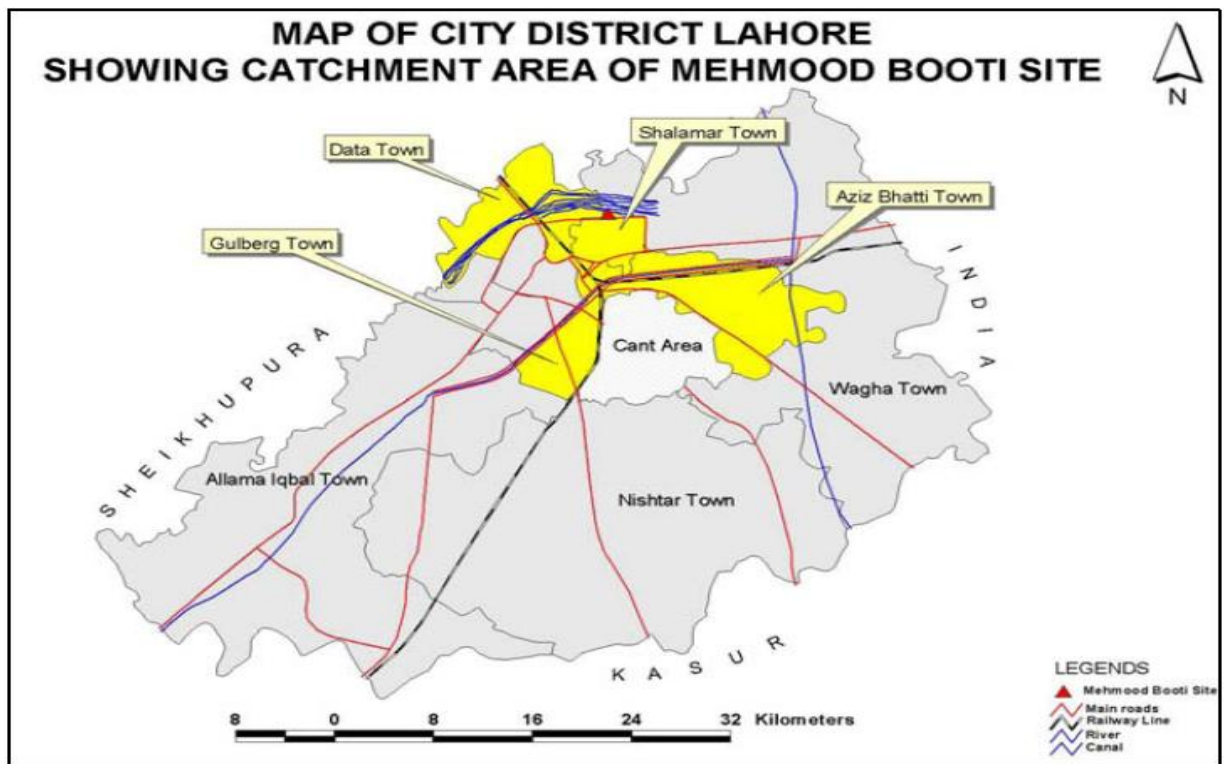 MAP OF CITY DISTRICT LAHORE
SHOWING CATCHMENT AREA OF MEHMOOD BOOTI SITE
N
Shalamar Town
Data Town
Aziz Bhatti Town
Gulberg Town
INDIA
SHEIKHUPURA
Cant Area
Wagha Town
Allama Iqbal Town
Nishtar Town
KASUR
LEGENDS
Mehmood Booti Site
Main roads
Railway Line
River
Canal
8 0 8 16 24 32 Kilometers